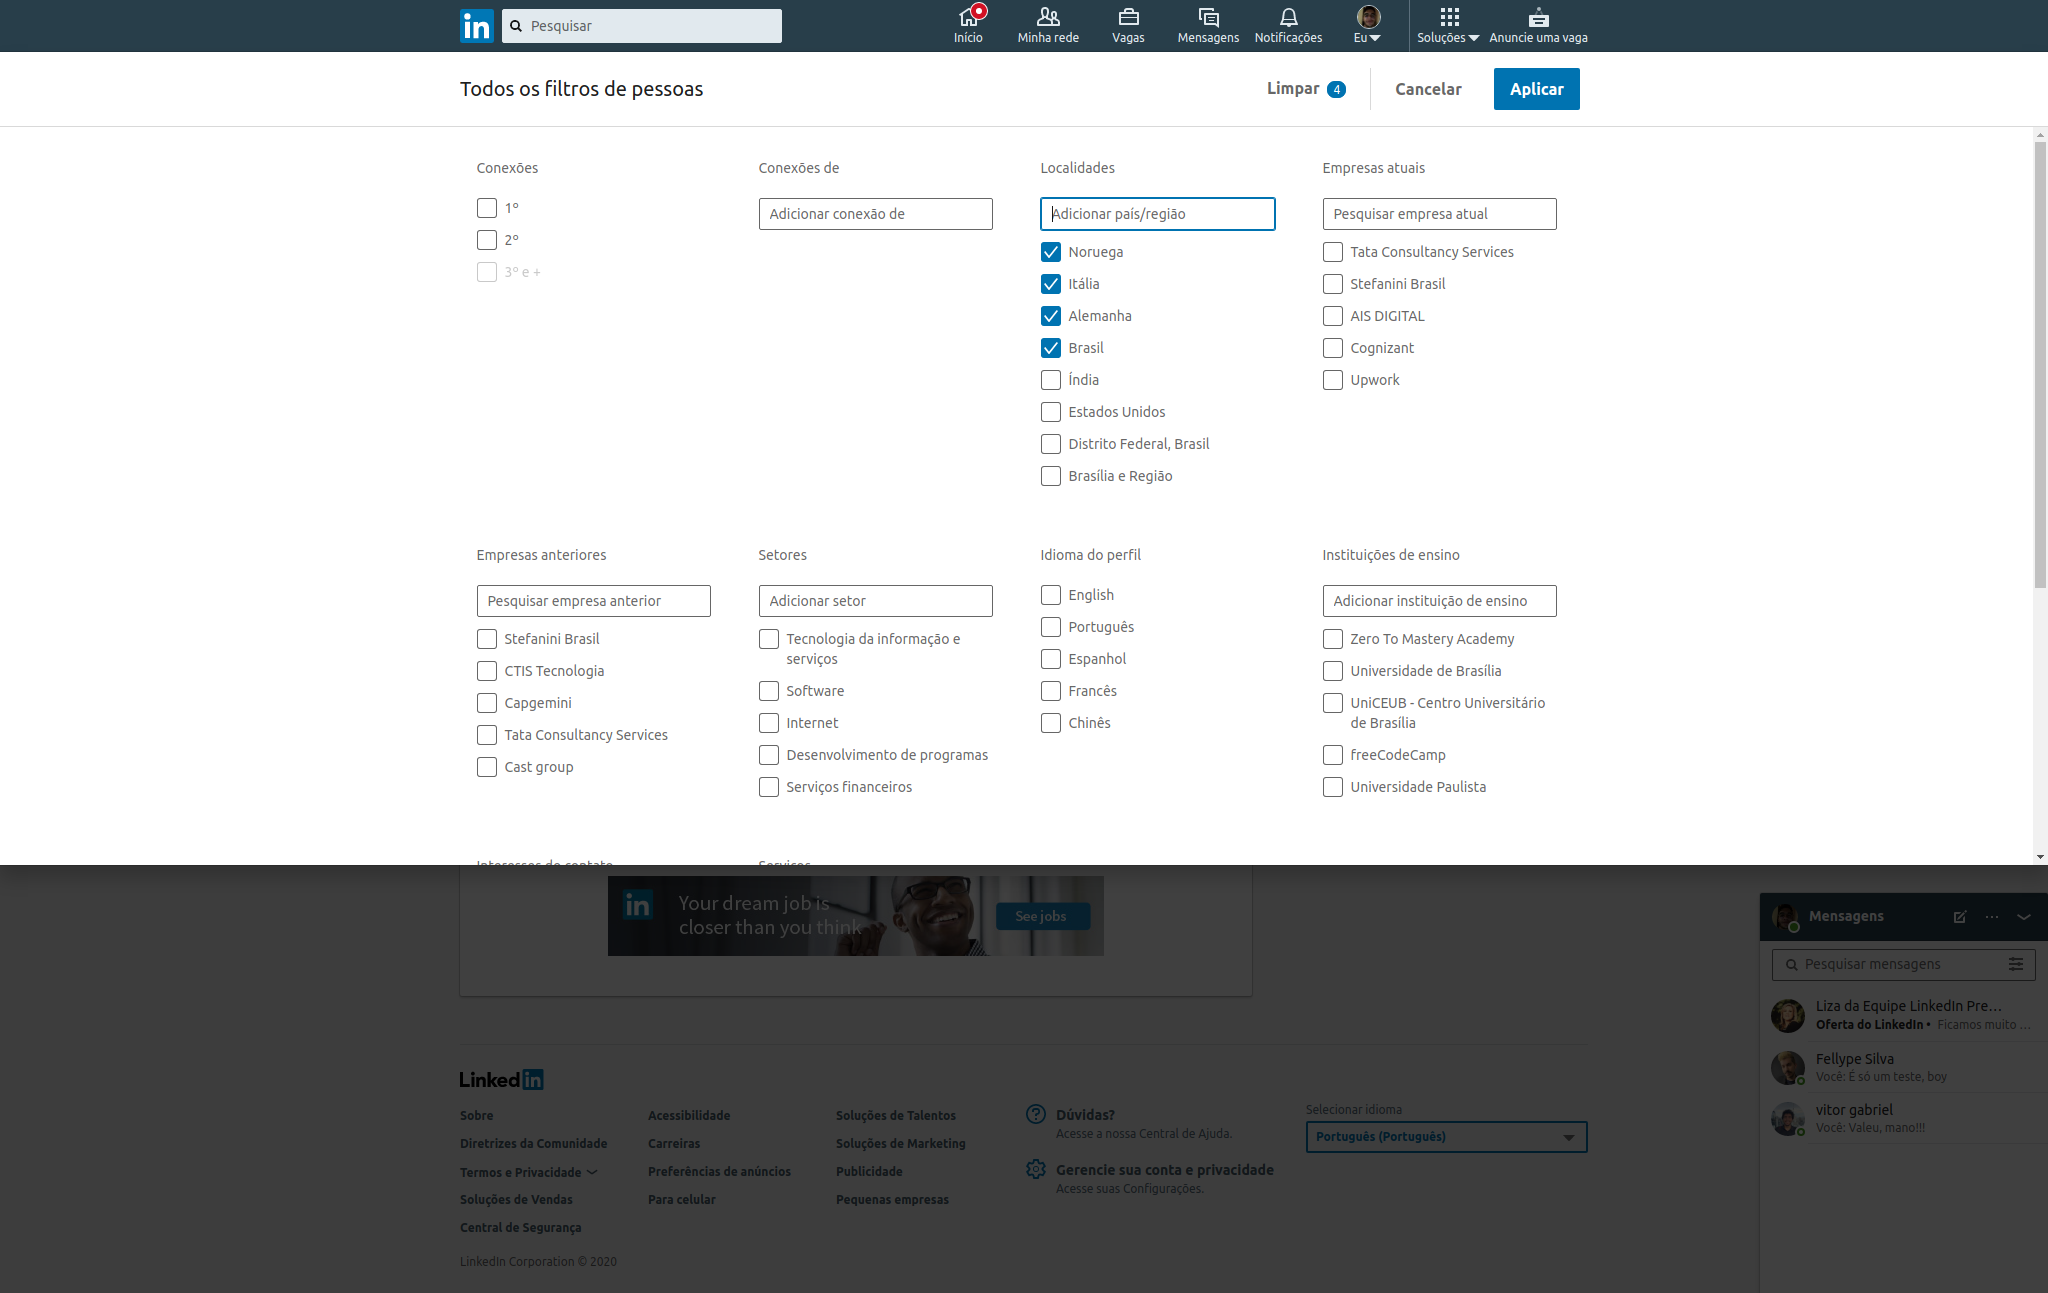 in
Pesquisar
Início
Minha rede
Vagas
Mensagens
Notificações
Eu
Soluções
Anuncie uma vaga
Todos os filtros de pessoas
Limpar 4
Cancelar
Aplicar
Conexões
1º
2º
3º e +
Conexões de
Adicionar conexão de
Localidades
Adicionar país/região
Noruega
Itália
Alemanha
Brasil
Índia
Estados Unidos
Distrito Federal, Brasil
Brasília e Região
Empresas atuais
Pesquisar empresa atual
Tata Consultancy Services
Stefanini Brasil
AIS DIGITAL
Cognizant
Upwork
Empresas anteriores
Pesquisar empresa anterior
Stefanini Brasil
CTIS Tecnologia
Capgemini
Tata Consultancy Services
Cast group
Setores
Adicionar setor
Tecnologia da informação e
serviços
Software
Internet
Desenvolvimento de programas
Serviços financeiros
Idioma do perfil
English
Português
Espanhol
Francês
Chinês
Instituições de ensino
Adicionar instituição de ensino
Zero To Mastery Academy
Universidade de Brasília
UniCEUB - Centro Universitário
de Brasília
freeCodeCamp
Universidade Paulista
Interesses de contato
Serviços
in
Your dream job is
closer than you think
See jobs
Linked in
Sobre
Diretrizes da Comunidade
Termos e Privacidade
Soluções de Vendas
Central de Segurança
Acessibilidade
Carreiras
Preferências de anúncios
Para celular
Soluções de Talentos
Soluções de Marketing
Publicidade
Pequenas empresas
Dúvidas?
Acesse a nossa Central de Ajuda.
Gerencie sua conta e privacidade
Acesse suas Configurações.
Selecionar idioma
Português (Português)
LinkedIn Corporation © 2020
Mensagens
Pesquisar mensagens
Liza da Equipe LinkedIn Pre...
Oferta do LinkedIn • Ficamos muito ...
Fellype Silva
Você: É só um teste, boy
vitor gabriel
Você: Valeu, mano!!!